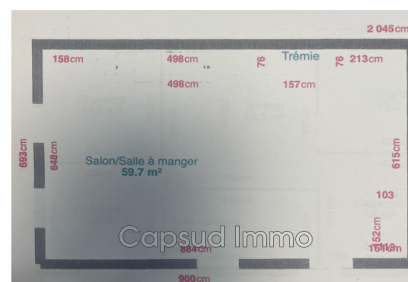 2 045cm
158cm 498cm 76 Trémie 76 213cm
498cm 157cm
693cm 648cm Salon/Salle à manger 615cm
59.7 m²
103
Capsud Immo
884cm
900cm